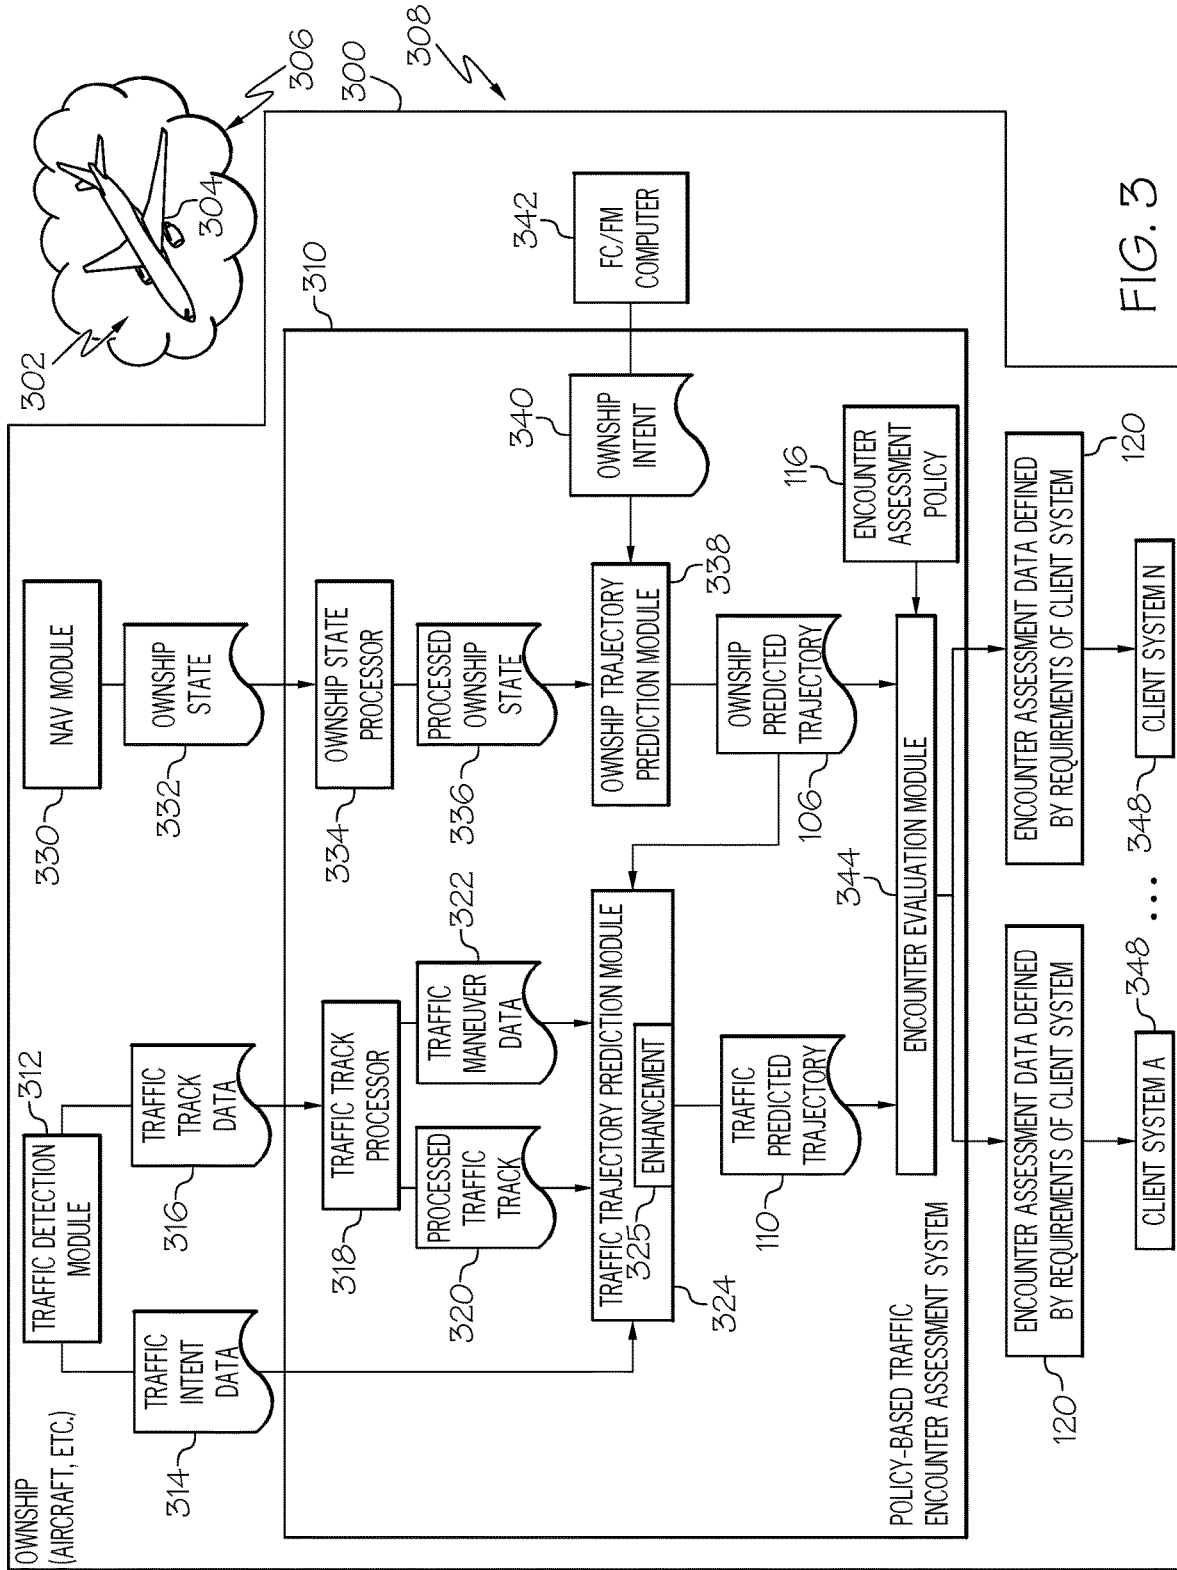 OWNSHIP
(AIRCRAFT, ETC.)
302
306
304
300
308
TRAFFIC DETECTION
MODULE
312
NAV MODULE
330
TRAFFIC
INTENT
DATA
314
TRAFFIC
TRACK
DATA
316
OWNSHIP
STATE
332
310
TRAFFIC TRACK
PROCESSOR
318
OWNSHIP STATE
PROCESSOR
334
PROCESSED
TRAFFIC
TRACK
320
TRAFFIC
MANEUVER
DATA
322
PROCESSED
OWNSHIP
STATE
336
OWNSHIP
INTENT
340
FC/FM
COMPUTER
342
TRAFFIC TRAJECTORY PREDICTION MODULE
325
ENHANCEMENT
324
OWNSHIP TRAJECTORY
PREDICTION MODULE
338
TRAFFIC
PREDICTED
TRAJECTORY
110
OWNSHIP
PREDICTED
TRAJECTORY
106
ENCOUNTER
ASSESSMENT
POLICY
116
344
ENCOUNTER EVALUATION MODULE
POLICY-BASED TRAFFIC
ENCOUNTER ASSESSMENT SYSTEM
ENCOUNTER ASSESSMENT DATA DEFINED
BY REQUIREMENTS OF CLIENT SYSTEM
120
ENCOUNTER ASSESSMENT DATA DEFINED
BY REQUIREMENTS OF CLIENT SYSTEM
120
CLIENT SYSTEM A
348
...
348
CLIENT SYSTEM N
FIG. 3